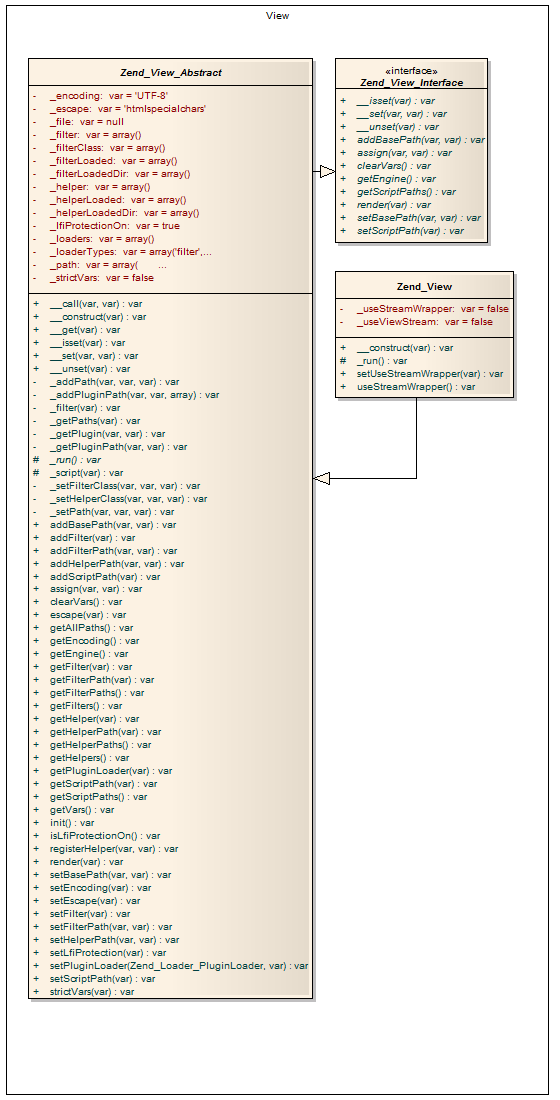 View
Zend_View_Abstract
- _encoding: var = 'UTF-8'
- _escape: var = 'htmlspecialchars'
- _file: var = null
- _filter: var = array()
- _filterClass: var = array()
- _filterLoaded: var = array()
- _filterLoadedDir: var = array()
- _helper: var = array()
- _helperLoaded: var = array()
- _helperLoadedDir: var = array()
- _lfiProtectionOn: var = true
- _loaders: var = array()
- _loaderTypes: var = array('filter',...
- _path: var = array( ...
- _strictVars: var = false
+ __call(var, var) : var
+ __construct(var) : var
+ __get(var) : var
+ __isset(var) : var
+ __set(var, var) : var
+ __unset(var) : var
- _addPath(var, var, var) : var
- _addPluginPath(var, var, array) : var
- _filter(var) : var
- _getPaths(var) : var
- _getPlugin(var, var) : var
- _getPluginPath(var, var) : var
# _run() : var
# _script(var) : var
- _setFilterClass(var, var, var) : var
- _setHelperClass(var, var, var) : var
- _setPath(var, var, var) : var
+ addBasePath(var, var) : var
+ addFilter(var) : var
+ addFilterPath(var, var) : var
+ addHelperPath(var, var) : var
+ addScriptPath(var) : var
+ assign(var, var) : var
+ clearVars() : var
+ escape(var) : var
+ getAllPaths() : var
+ getEncoding() : var
+ getEngine() : var
+ getFilter(var) : var
+ getFilterPath(var) : var
+ getFilterPaths() : var
+ getFilters() : var
+ getHelper(var) : var
+ getHelperPath(var) : var
+ getHelperPaths() : var
+ getHelpers() : var
+ getPluginLoader(var) : var
+ getScriptPath(var) : var
+ getScriptPaths() : var
+ getVars() : var
+ init() : var
+ isLfiProtectionOn() : var
+ registerHelper(var, var) : var
+ render(var) : var
+ setBasePath(var, var) : var
+ setEncoding(var) : var
+ setEscape(var) : var
+ setFilter(var) : var
+ setFilterPath(var, var) : var
+ setHelperPath(var, var) : var
+ setLfiProtection(var) : var
+ setPluginLoader(Zend_Loader_PluginLoader, var) : var
+ setScriptPath(var) : var
+ strictVars(var) : var
«interface»
Zend_View_Interface
+ __isset(var) : var
+ __set(var, var) : var
+ __unset(var) : var
+ addBasePath(var, var) : var
+ assign(var, var) : var
+ clearVars() : var
+ getEngine() : var
+ getScriptPaths() : var
+ render(var) : var
+ setBasePath(var, var) : var
+ setScriptPath(var) : var
Zend_View
- _useStreamWrapper: var = false
- _useViewStream: var = false
+ __construct(var) : var
# _run() : var
+ setUseStreamWrapper(var) : var
+ useStreamWrapper() : var